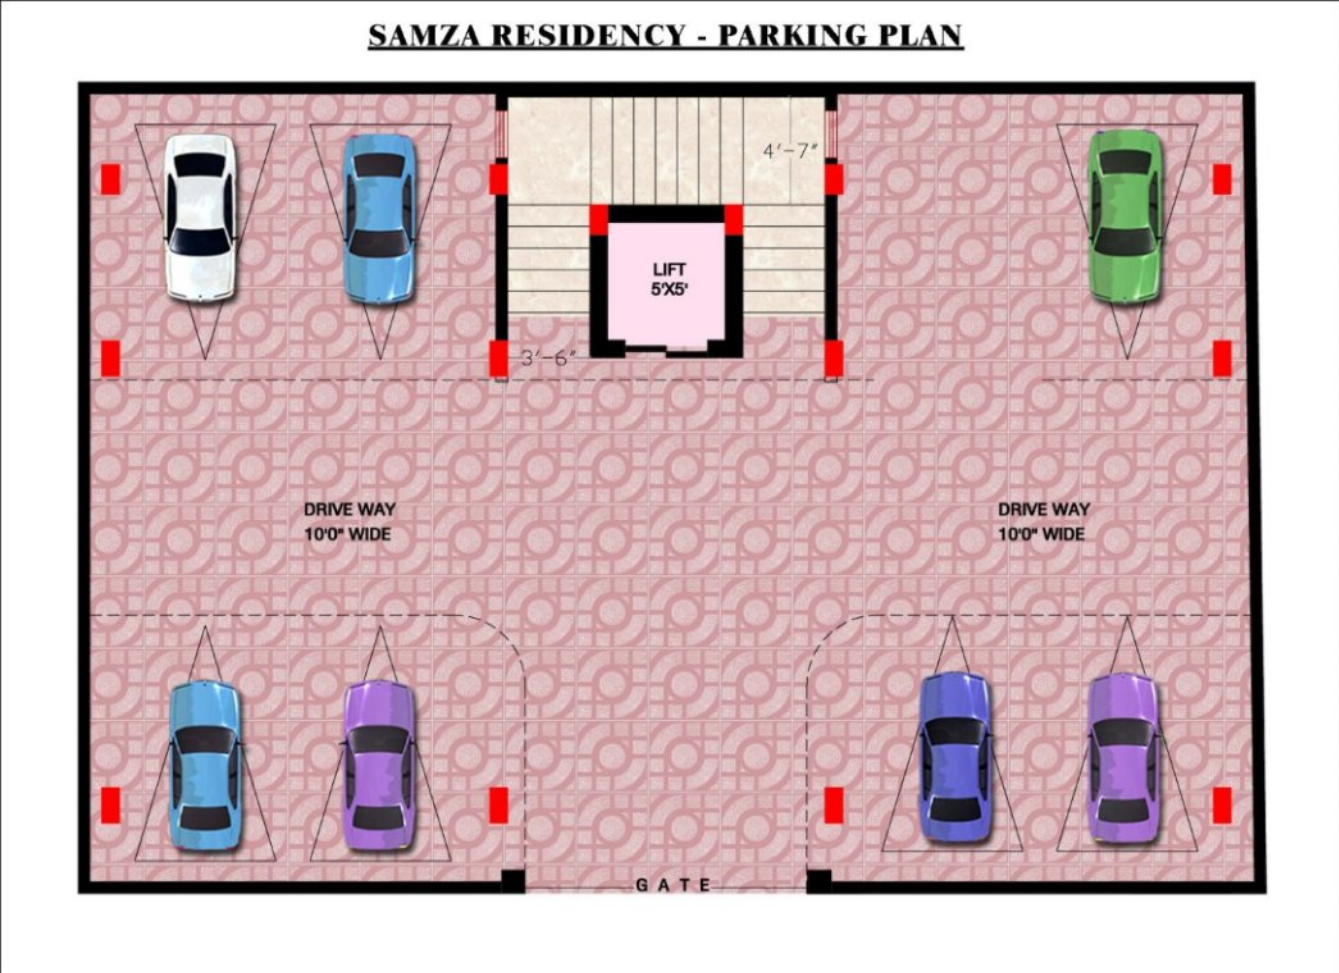 SAMZA RESIDENCY - PARKING PLAN
4'-7"
LIFT
5'X5'
3'-6"
DRIVE WAY
10'0" WIDE
DRIVE WAY
10'0" WIDE
GATE